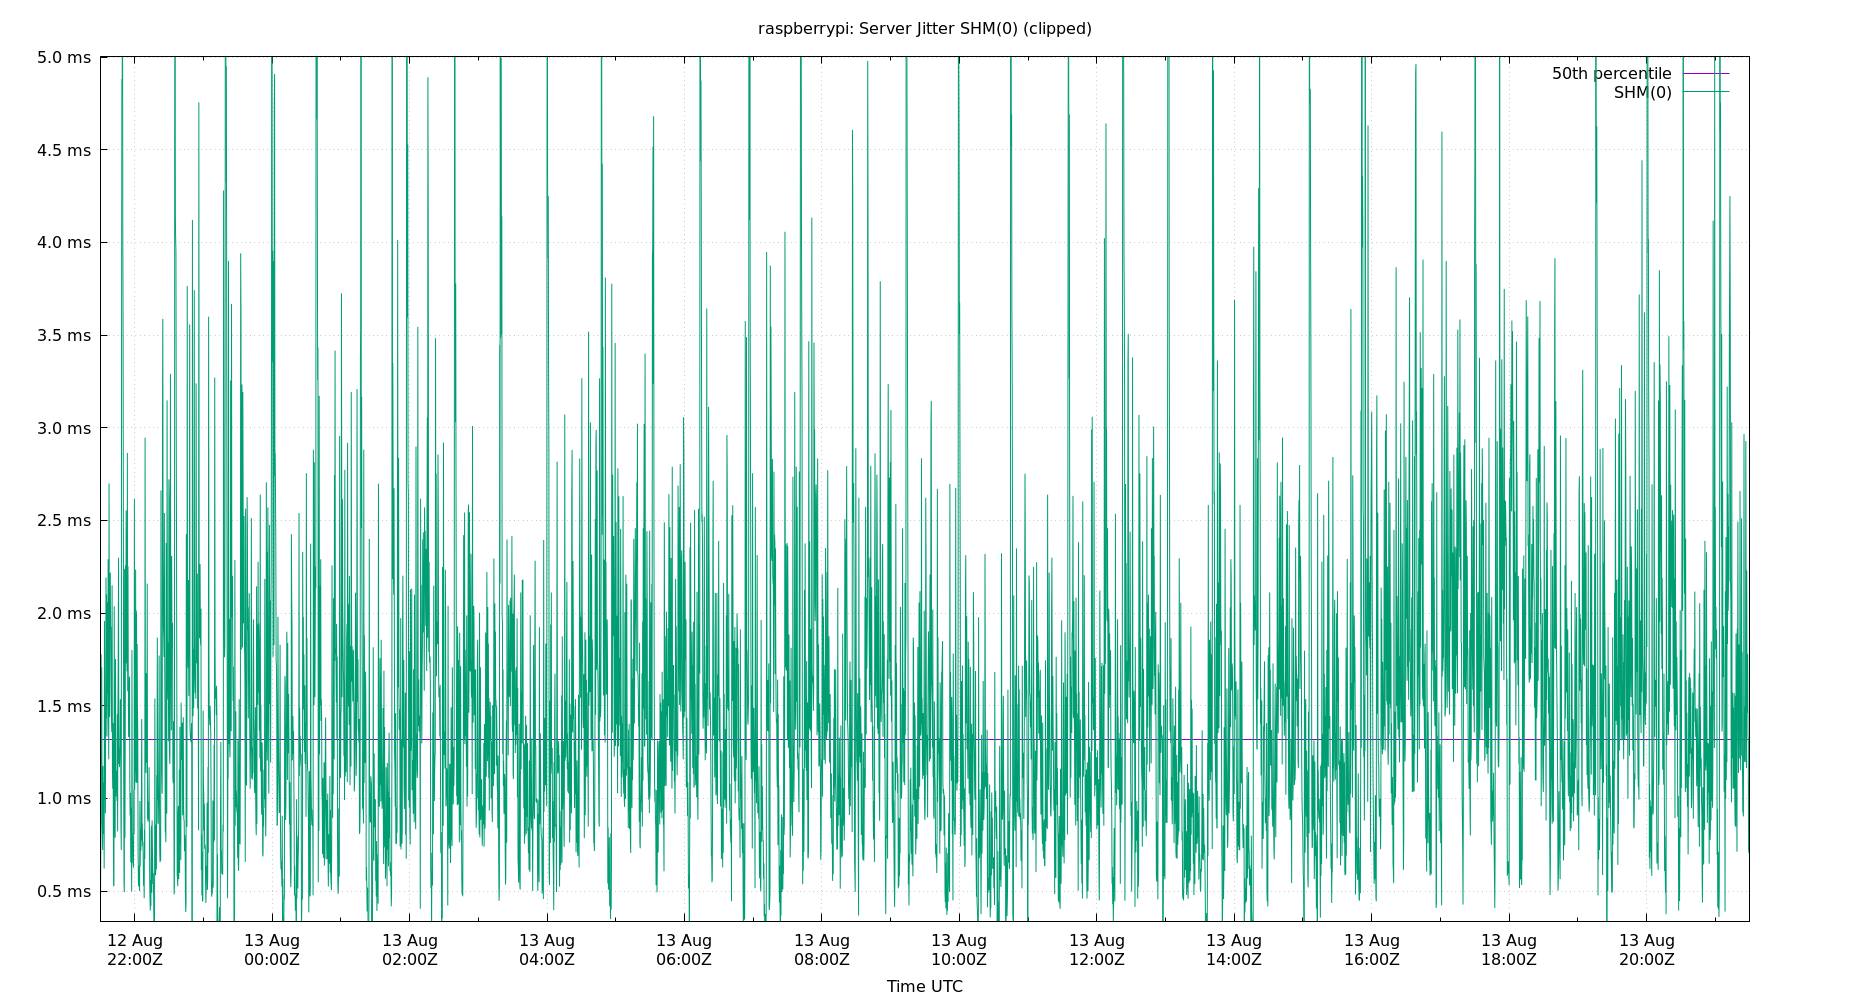 raspberrypi: Server Jitter SHM(0) (clipped)
5.0 ms
4.5 ms
4.0 ms
3.5 ms
3.0 ms
2.5 ms
2.0 ms
1.5 ms
1.0 ms
0.5 ms
50th percentile
SHM(0)
12 Aug 13 Aug 13 Aug 13 Aug 13 Aug 13 Aug 13 Aug 13 Aug 13 Aug 13 Aug 13 Aug 13 Aug
22:00Z 00:00Z 02:00Z 04:00Z 06:00Z 08:00Z 10:00Z 12:00Z 14:00Z 16:00Z 18:00Z 20:00Z
Time UTC